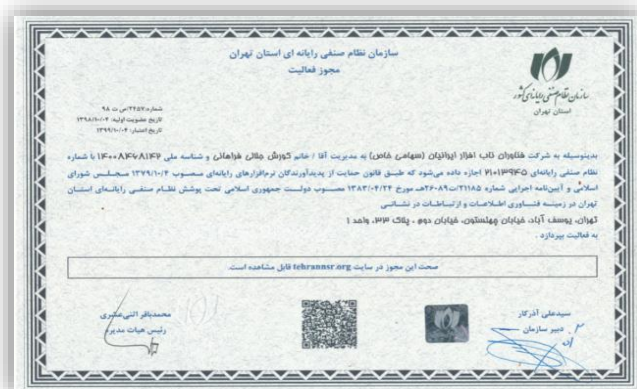 سازمان نظام صنفی رایانه ای استان تهران
مجوز فعالیت
سازمان نظام صنفی رایانه‌ای کشور
استان تهران
شماره: ۲۴۵۷/ص ت ۹۸
تاریخ عضویت اولیه: ۱۳۹۸/۱۰/۰۴
تاریخ اعتبار: ۱۳۹۹/۱۰/۰۴
بدینوسیله به شرکت فناوران ناب افزار ایرانیان (سهامی خاص) به مدیریت آقا / خانم کورش جلالی فراهانی و شناسه ملی ۱۴۰۰۸۴۶۸۱۴۲ با شماره
نظام صنفی رایانه‌ای ۲۱۰۱۳۹۴۵ اجازه داده می‌شود که طبق قانون حمایت از پدیدآورندگان نرم‌افزارهای رایانه‌ای مصوب ۱۳۷۹/۱۰/۴ مجلس شورای
اسلامی و آیین‌نامه اجرایی شماره ۲۱۱۸۵/ت۲۶۰۸۹هـ مورخ ۱۳۸۳/۰۴/۲۴ مصوب دولت جمهوری اسلامی تحت پوشش نظام صنفی رایانه‌ای استان
تهران در زمینه فناوری اطلاعات و ارتباطات در نشانی
تهران، یوسف آباد، خیابان چهلستون، خیابان دوم ، پلاک ۳۳، واحد ۱
به فعالیت بپردازد .
صحت این مجوز در سایت tehrannsr.org قابل مشاهده است.
سیدعلی آذرکار
دبیر سازمان
محمدباقر اثنی‌عشری
رئیس هیات مدیره